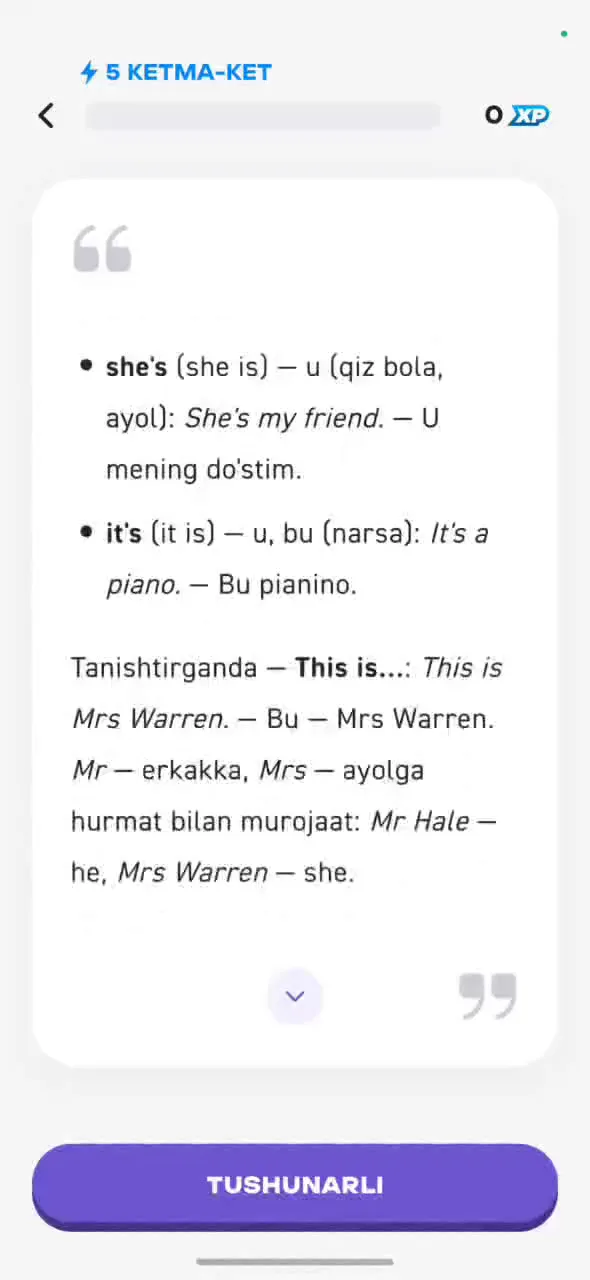 5 KETMA-KET
0 XP
• she's (she is) — u (qiz bola,
ayol): She's my friend. — U
mening do'stim.
• it's (it is) — u, bu (narsa): It's a
piano. — Bu pianino.
Tanishtirganda — This is...: This is
Mrs Warren. — Bu — Mrs Warren.
Mr — erkakka, Mrs — ayolga
hurmat bilan murojaat: Mr Hale —
he, Mrs Warren — she.
TUSHUNARLI